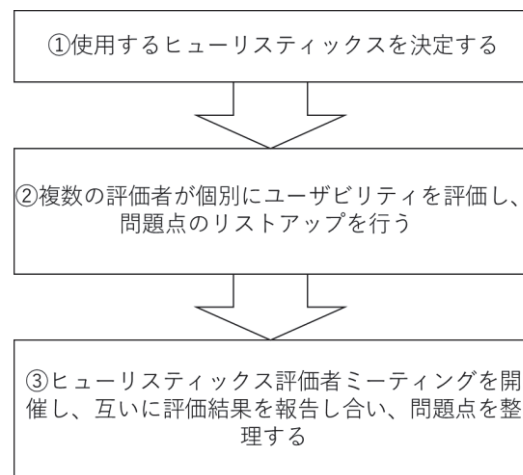 ①使用するヒューリスティックスを決定する
②複数の評価者が個別にユーザビリティを評価し、
問題点のリストアップを行う
③ヒューリスティックス評価者ミーティングを開
催し、互いに評価結果を報告し合い、問題点を整
理する